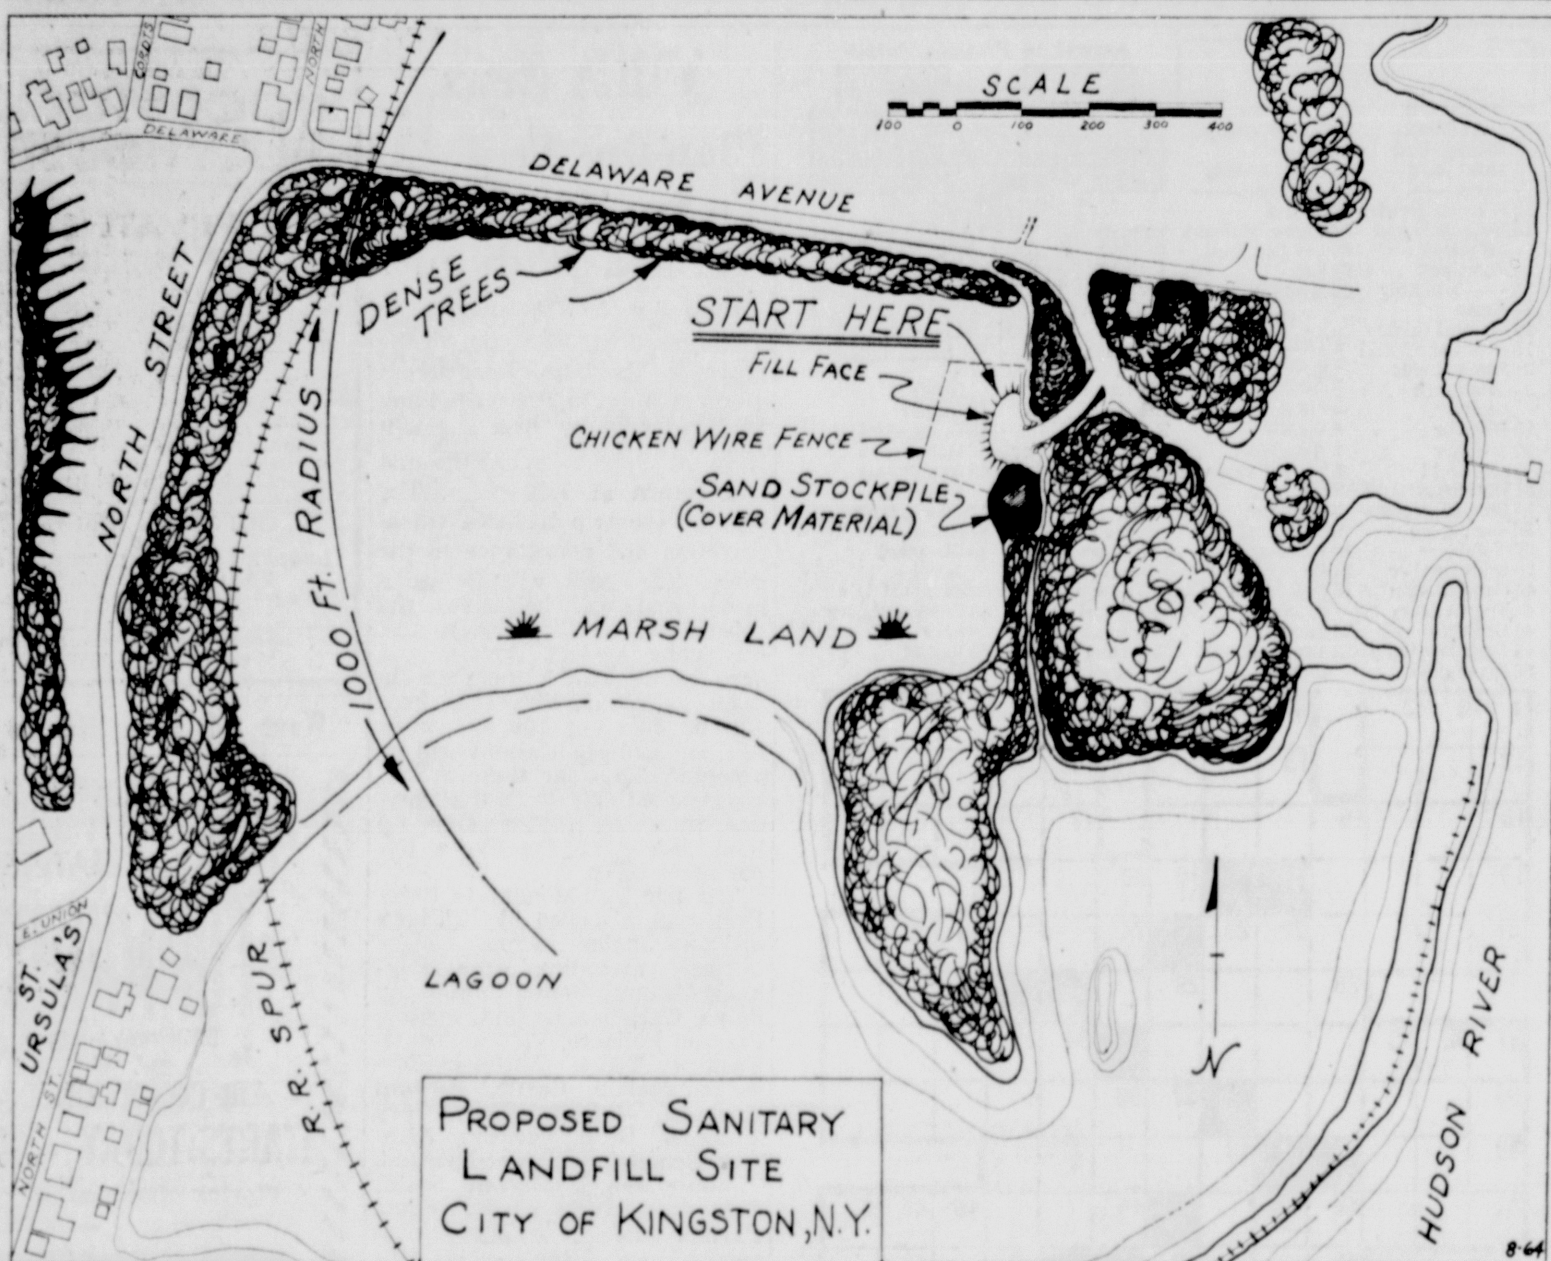 CORDTS
NORTH
DELAWARE
SCALE
100 0 100 200 300 400
DELAWARE AVENUE
DENSE
TREES
START HERE
FILL FACE
CHICKEN WIRE FENCE
SAND STOCKPILE
(COVER MATERIAL)
NORTH STREET
1000 FT. RADIUS
MARSH LAND
LAGOON
E. UNION
ST.
URSULA'S
NORTH ST.
R.R. SPUR
N
HUDSON RIVER
PROPOSED SANITARY
LANDFILL SITE
CITY OF KINGSTON, N.Y.
8-64